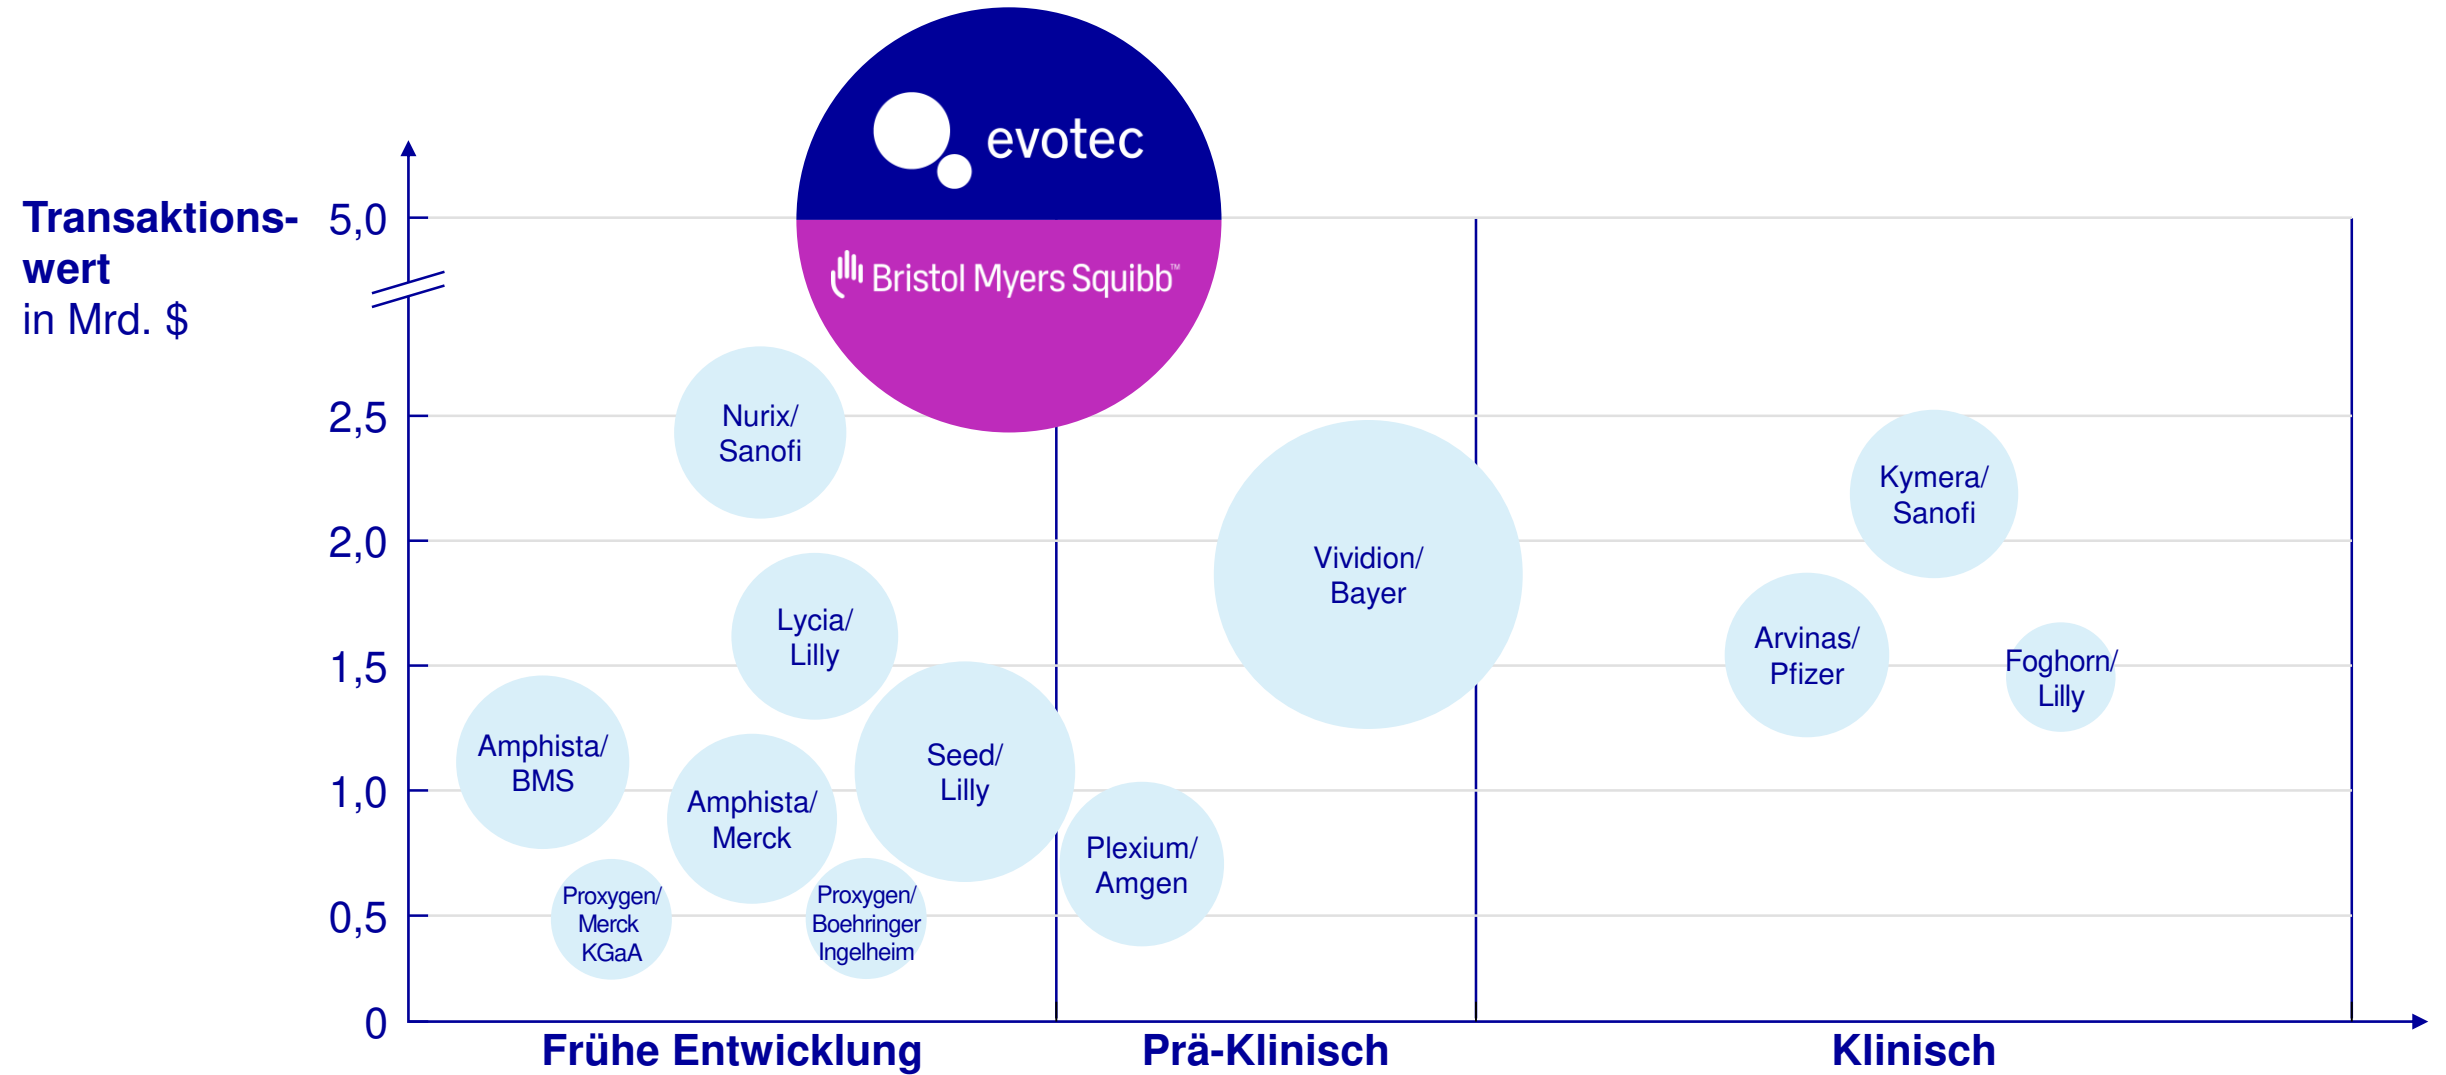 evotec
Bristol Myers Squibb™
Transaktions-
wert
in Mrd. $
5,0
2,5
2,0
1,5
1,0
0,5
0
Nurix/
Sanofi
Lycia/
Lilly
Amphista/
BMS
Amphista/
Merck
Seed/
Lilly
Proxygen/
Merck
KGaA
Proxygen/
Boehringer
Ingelheim
Vividion/
Bayer
Plexium/
Amgen
Kymera/
Sanofi
Arvinas/
Pfizer
Foghorn/
Lilly
Frühe Entwicklung
Prä-Klinisch
Klinisch